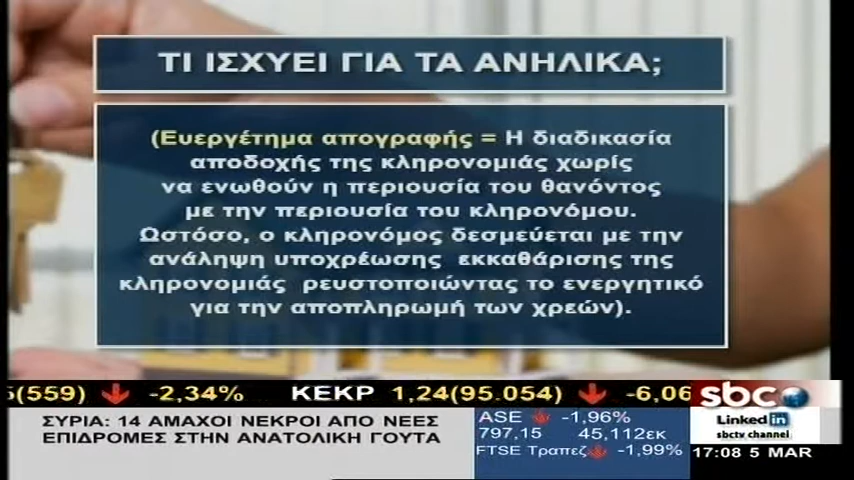 ΤΙ ΙΣΧΥΕΙ ΓΙΑ ΤΑ ΑΝΗΛΙΚΑ;
(Ευεργέτημα απογραφής = Η διαδικασία
αποδοχής της κληρονομιάς χωρίς
να ενωθούν η περιουσία του θανόντος
με την περιουσία του κληρονόμου.
Ωστόσο, ο κληρονόμος δεσμεύεται με την
ανάληψη υποχρέωσης εκκαθάρισης της
κληρονομιάς ρευστοποιώντας το ενεργητικό
για την αποπληρωμή των χρεών).
(559) -2,34% ΚΕΚΡ 1,24(95.054) -6,06
sbc
ΣΥΡΙΑ: 14 ΑΜΑΧΟΙ ΝΕΚΡΟΙ ΑΠΟ ΝΕΕΣ
ΕΠΙΔΡΟΜΕΣ ΣΤΗΝ ΑΝΑΤΟΛΙΚΗ ΓΟΥΤΑ
ASE -1,96%
797,15 45,112εκ
FTSE Τραπεζ -1,99%
Linked in
sbctv channel
17:08 5 MAR